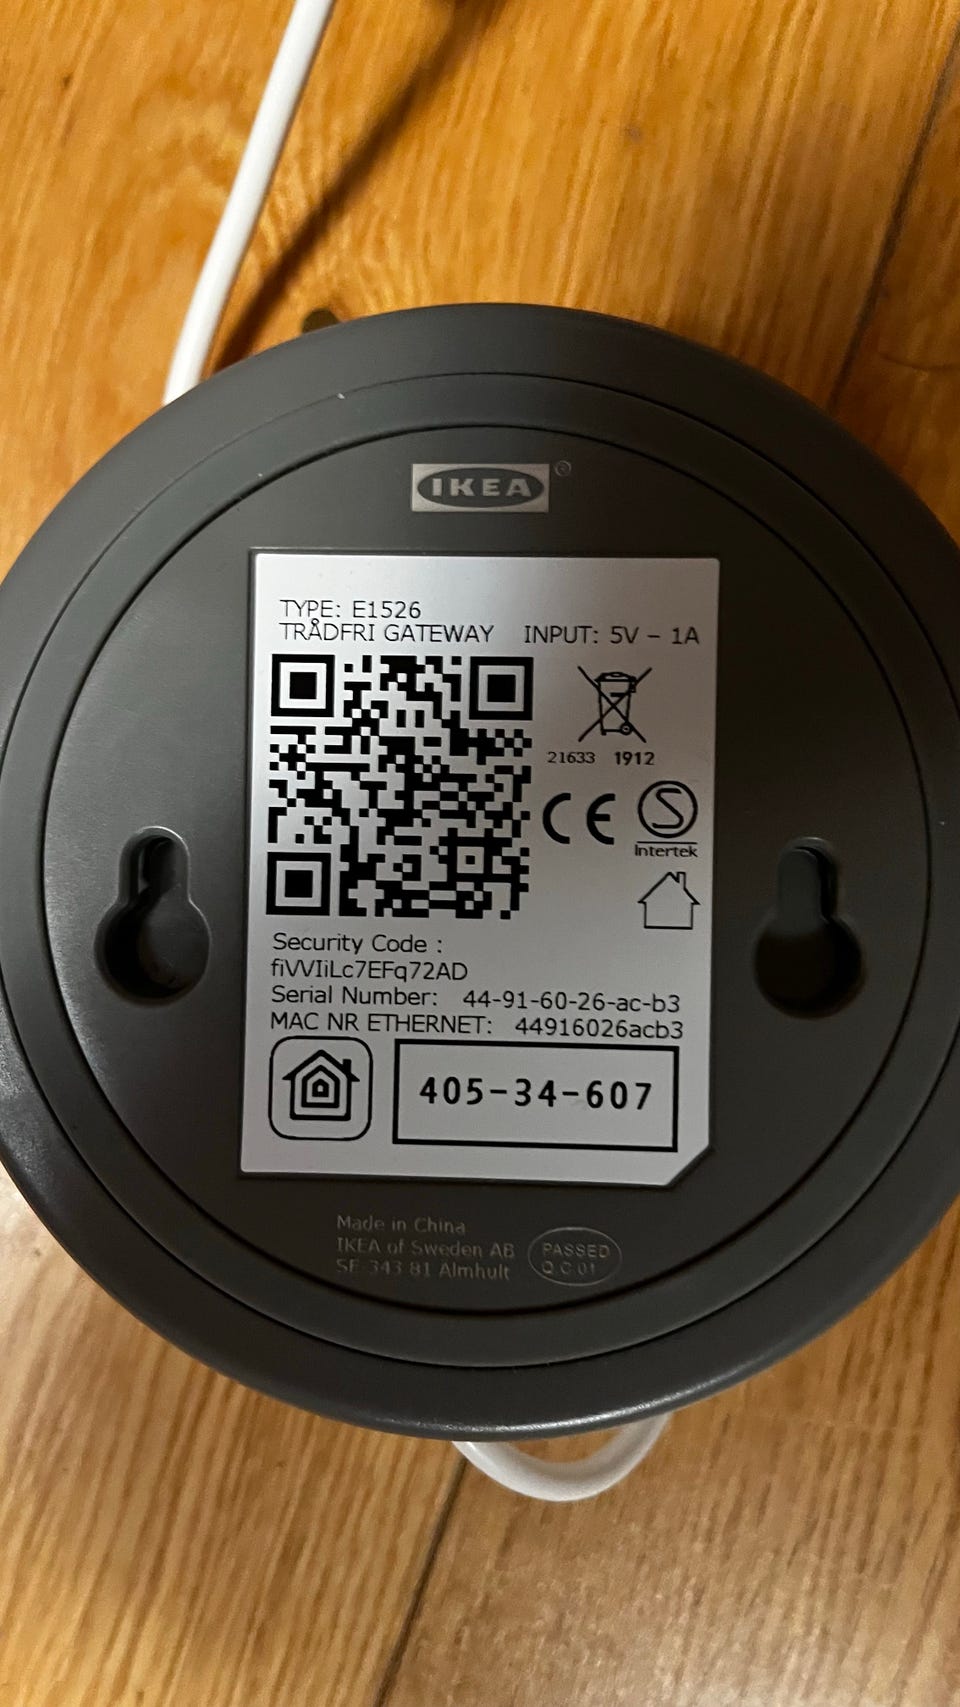 IKEA®
TYPE: E1526
TRÅDFRI GATEWAY INPUT: 5V – 1A
21633 1912
CE
S
Intertek
Security Code :
fiVVIiLc7EFq72AD
Serial Number: 44-91-60-26-ac-b3
MAC NR ETHERNET: 44916026acb3
405-34-607
Made in China
IKEA of Sweden AB
SE-343 81 Älmhult
PASSED
Q.C 01